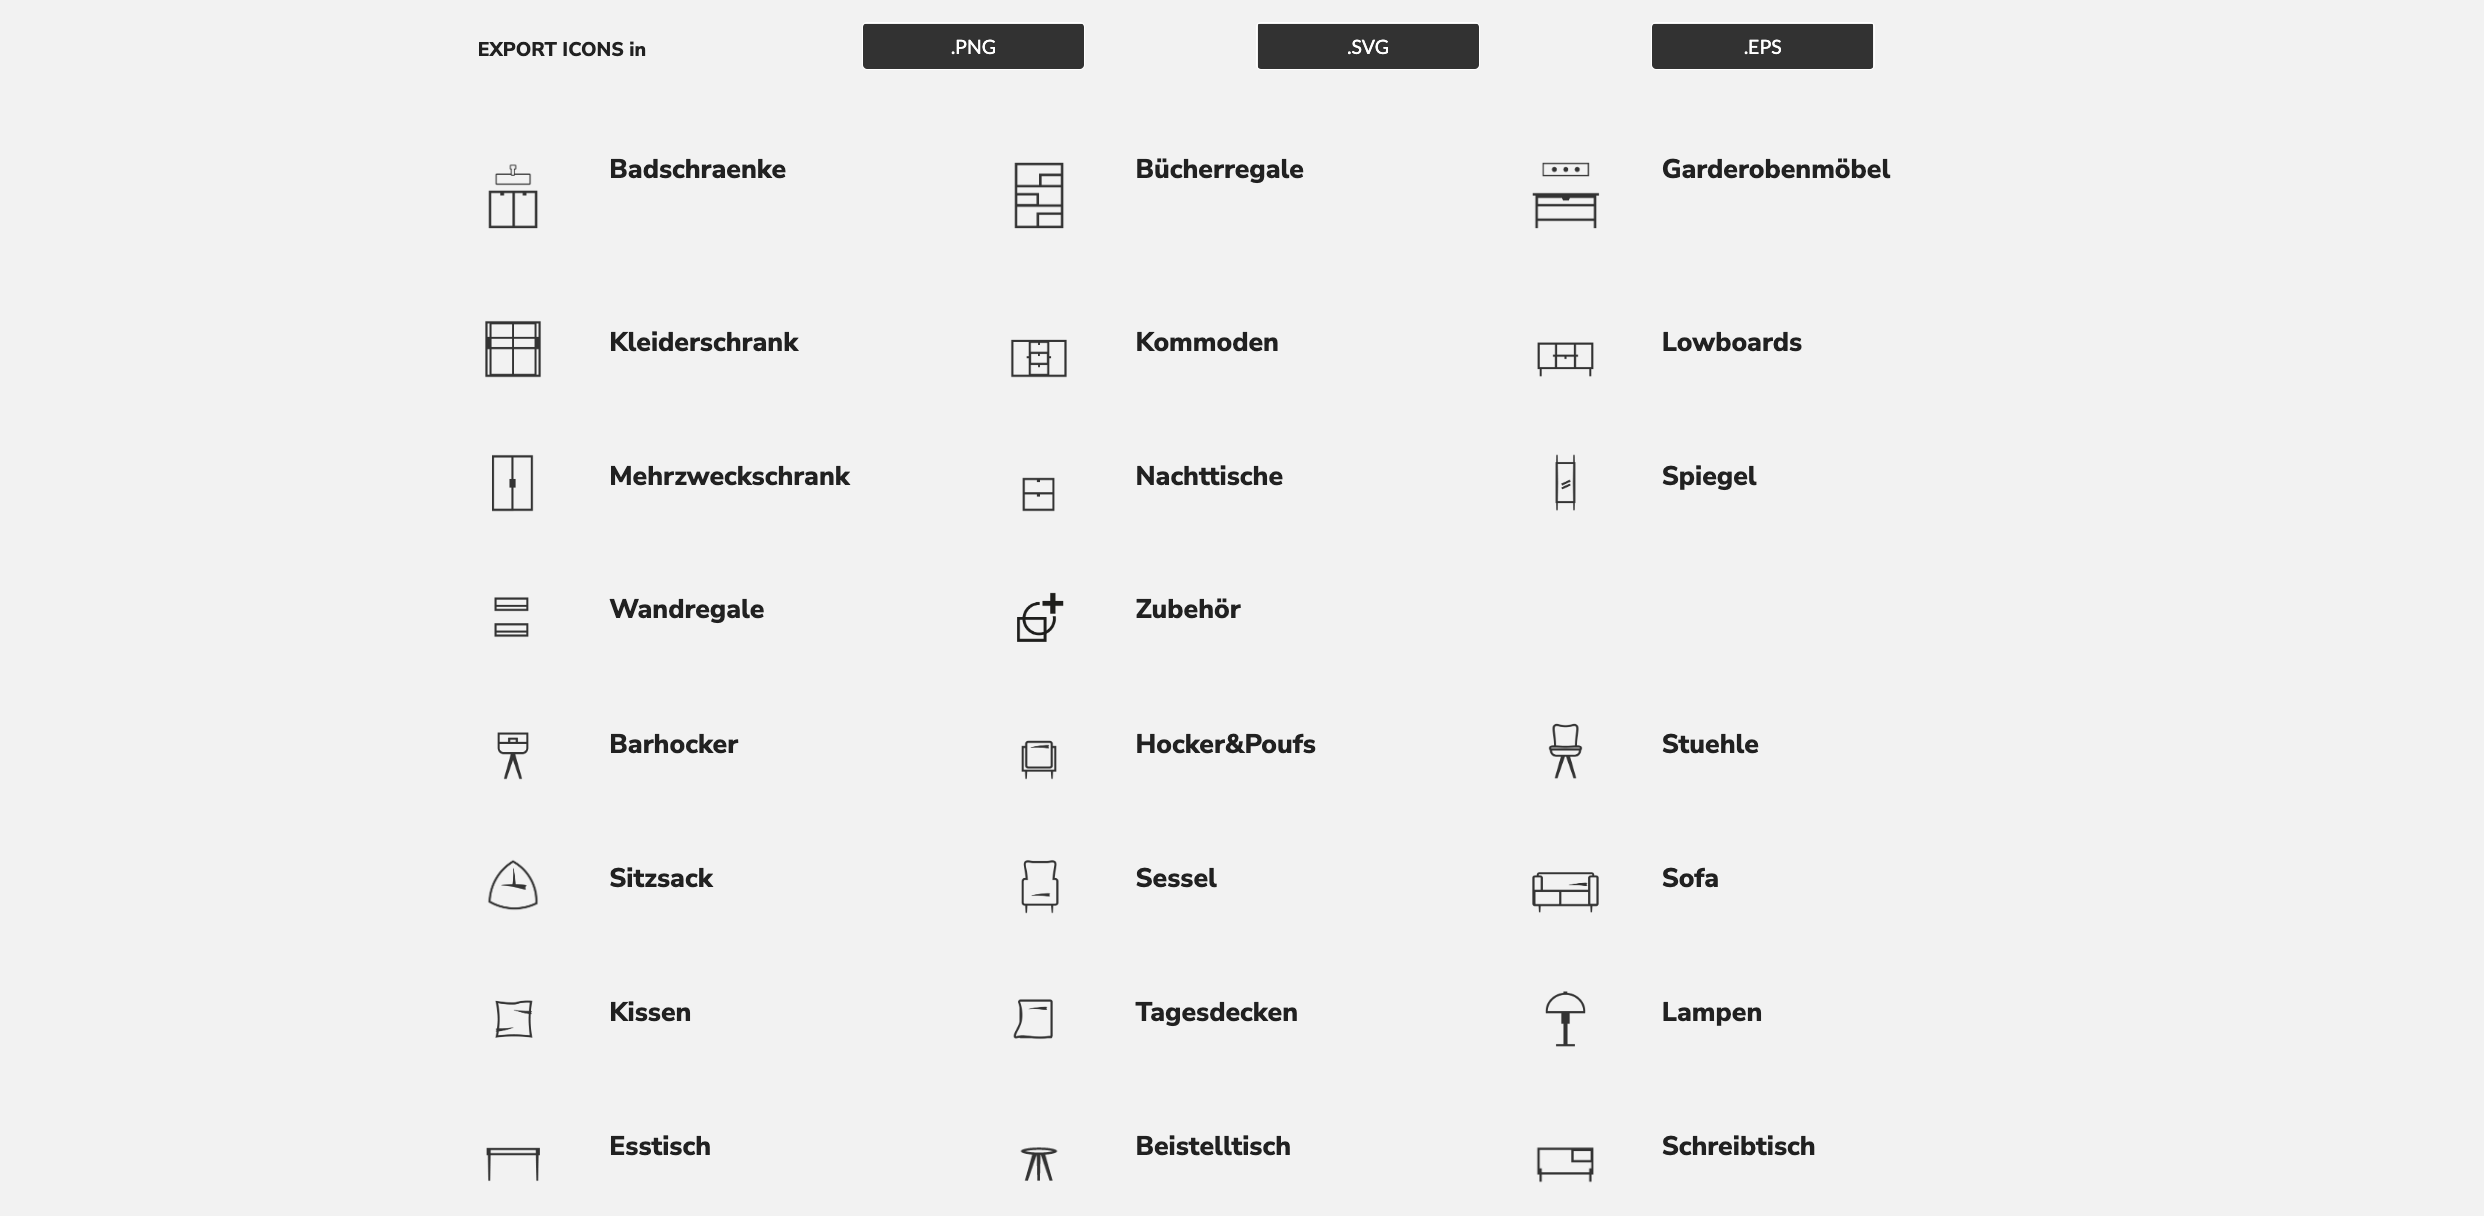 EXPORT ICONS in
.PNG
.SVG
.EPS
Badschraenke
Bücherregale
Garderobenmöbel
Kleiderschrank
Kommoden
Lowboards
Mehrzweckschrank
Nachttische
Spiegel
Wandregale
Zubehör
Barhocker
Hocker&Poufs
Stuehle
Sitzsack
Sessel
Sofa
Kissen
Tagesdecken
Lampen
Esstisch
Beistelltisch
Schreibtisch